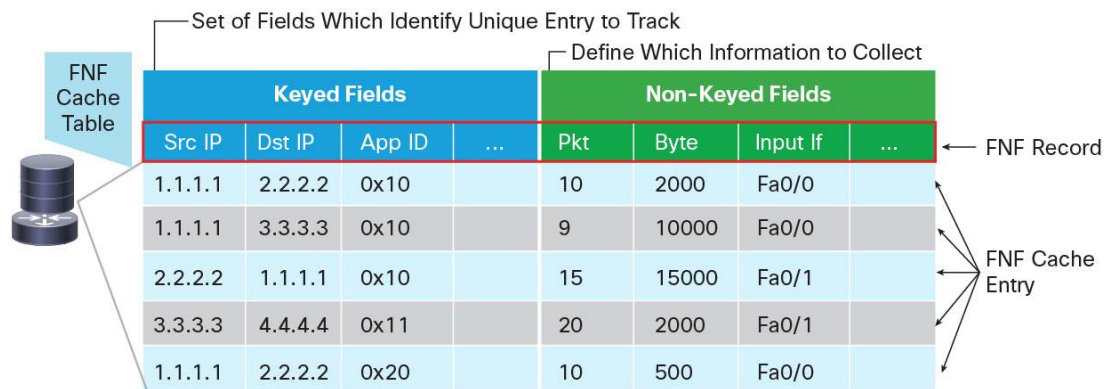 Set of Fields Which Identify Unique Entry to Track
Define Which Information to Collect
FNF
Cache
Table
Keyed Fields Non-Keyed Fields
Src IP Dst IP App ID ... Pkt Byte Input If ...
FNF Record
1.1.1.1 2.2.2.2 0x10 10 2000 Fa0/0
1.1.1.1 3.3.3.3 0x10 9 10000 Fa0/0
2.2.2.2 1.1.1.1 0x10 15 15000 Fa0/1
3.3.3.3 4.4.4.4 0x11 20 2000 Fa0/1
1.1.1.1 2.2.2.2 0x20 10 500 Fa0/0
FNF Cache
Entry